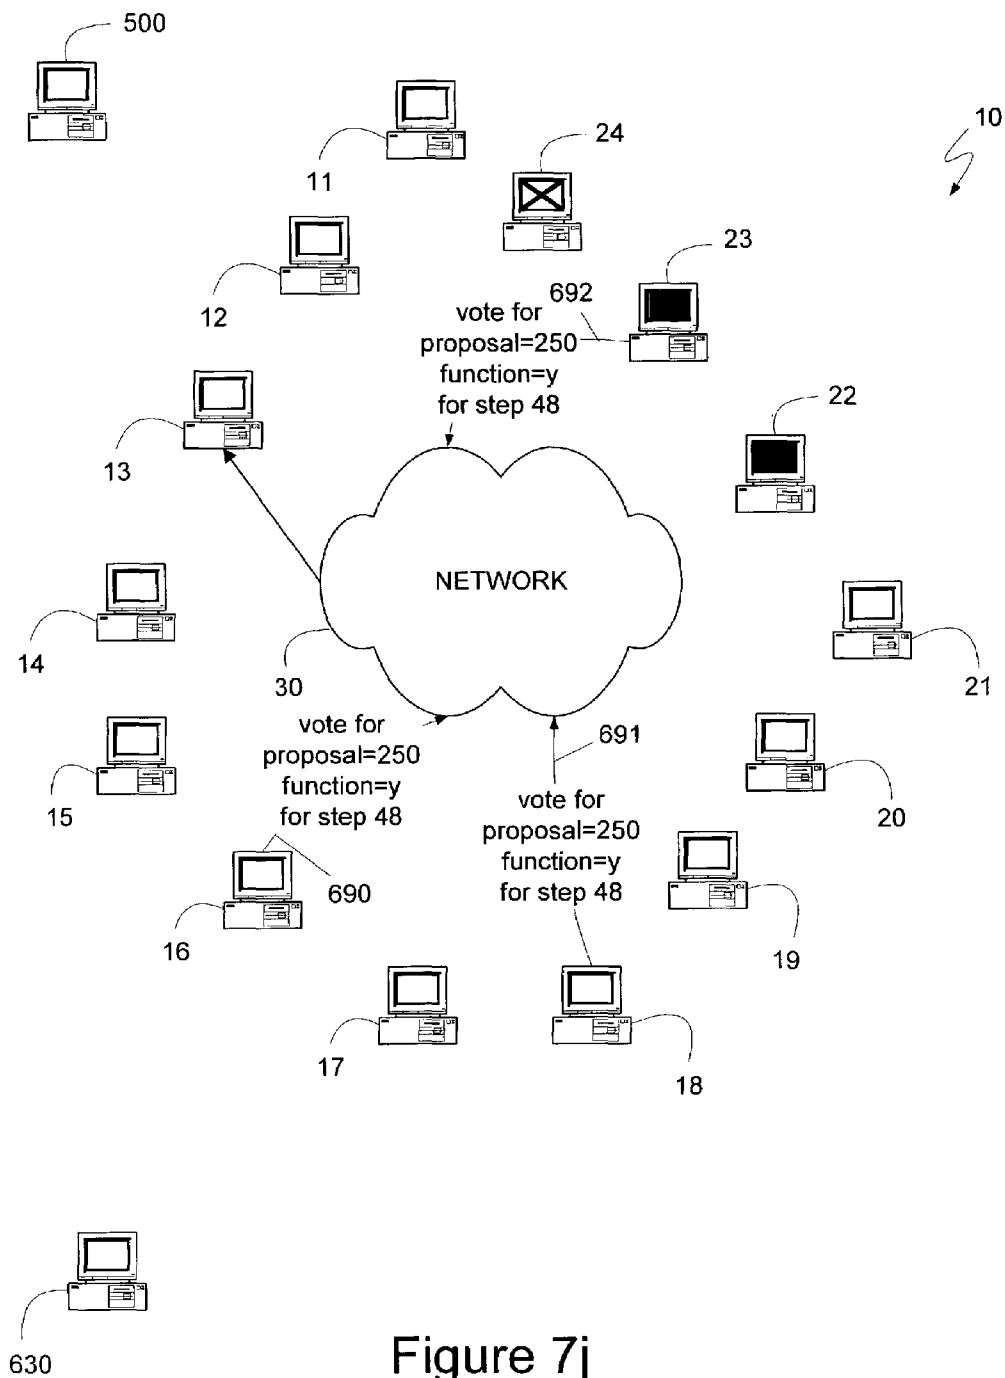 500
10
11
24
12
23
692
vote for
proposal=250
function=y
for step 48
22
13
NETWORK
14
21
30
vote for
proposal=250
function=y
for step 48
691
15
20
vote for
proposal=250
function=y
for step 48
690
16
19
17
18
630
Figure 7j